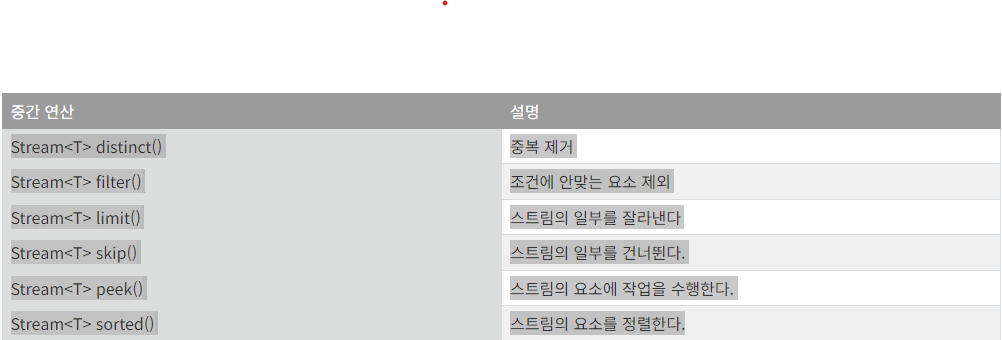 중간 연산 설명
Stream<T> distinct() 중복 제거
Stream<T> filter() 조건에 안맞는 요소 제외
Stream<T> limit() 스트림의 일부를 잘라낸다
Stream<T> skip() 스트림의 일부를 건너뛴다.
Stream<T> peek() 스트림의 요소에 작업을 수행한다.
Stream<T> sorted() 스트림의 요소를 정렬한다.